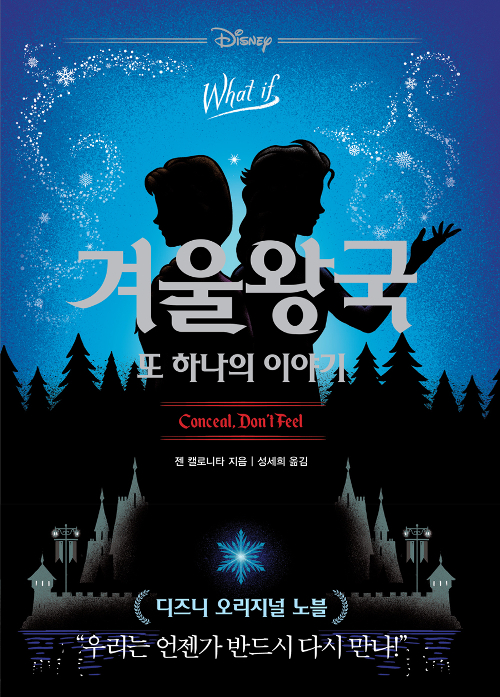 DISNEY
What if
겨울왕국
또 하나의 이야기
Conceal, Don't Feel
젠 캘로니타 지음 | 성세희 옮김
디즈니 오리지널 노블
“우리는 언젠가 반드시 다시 만나!”